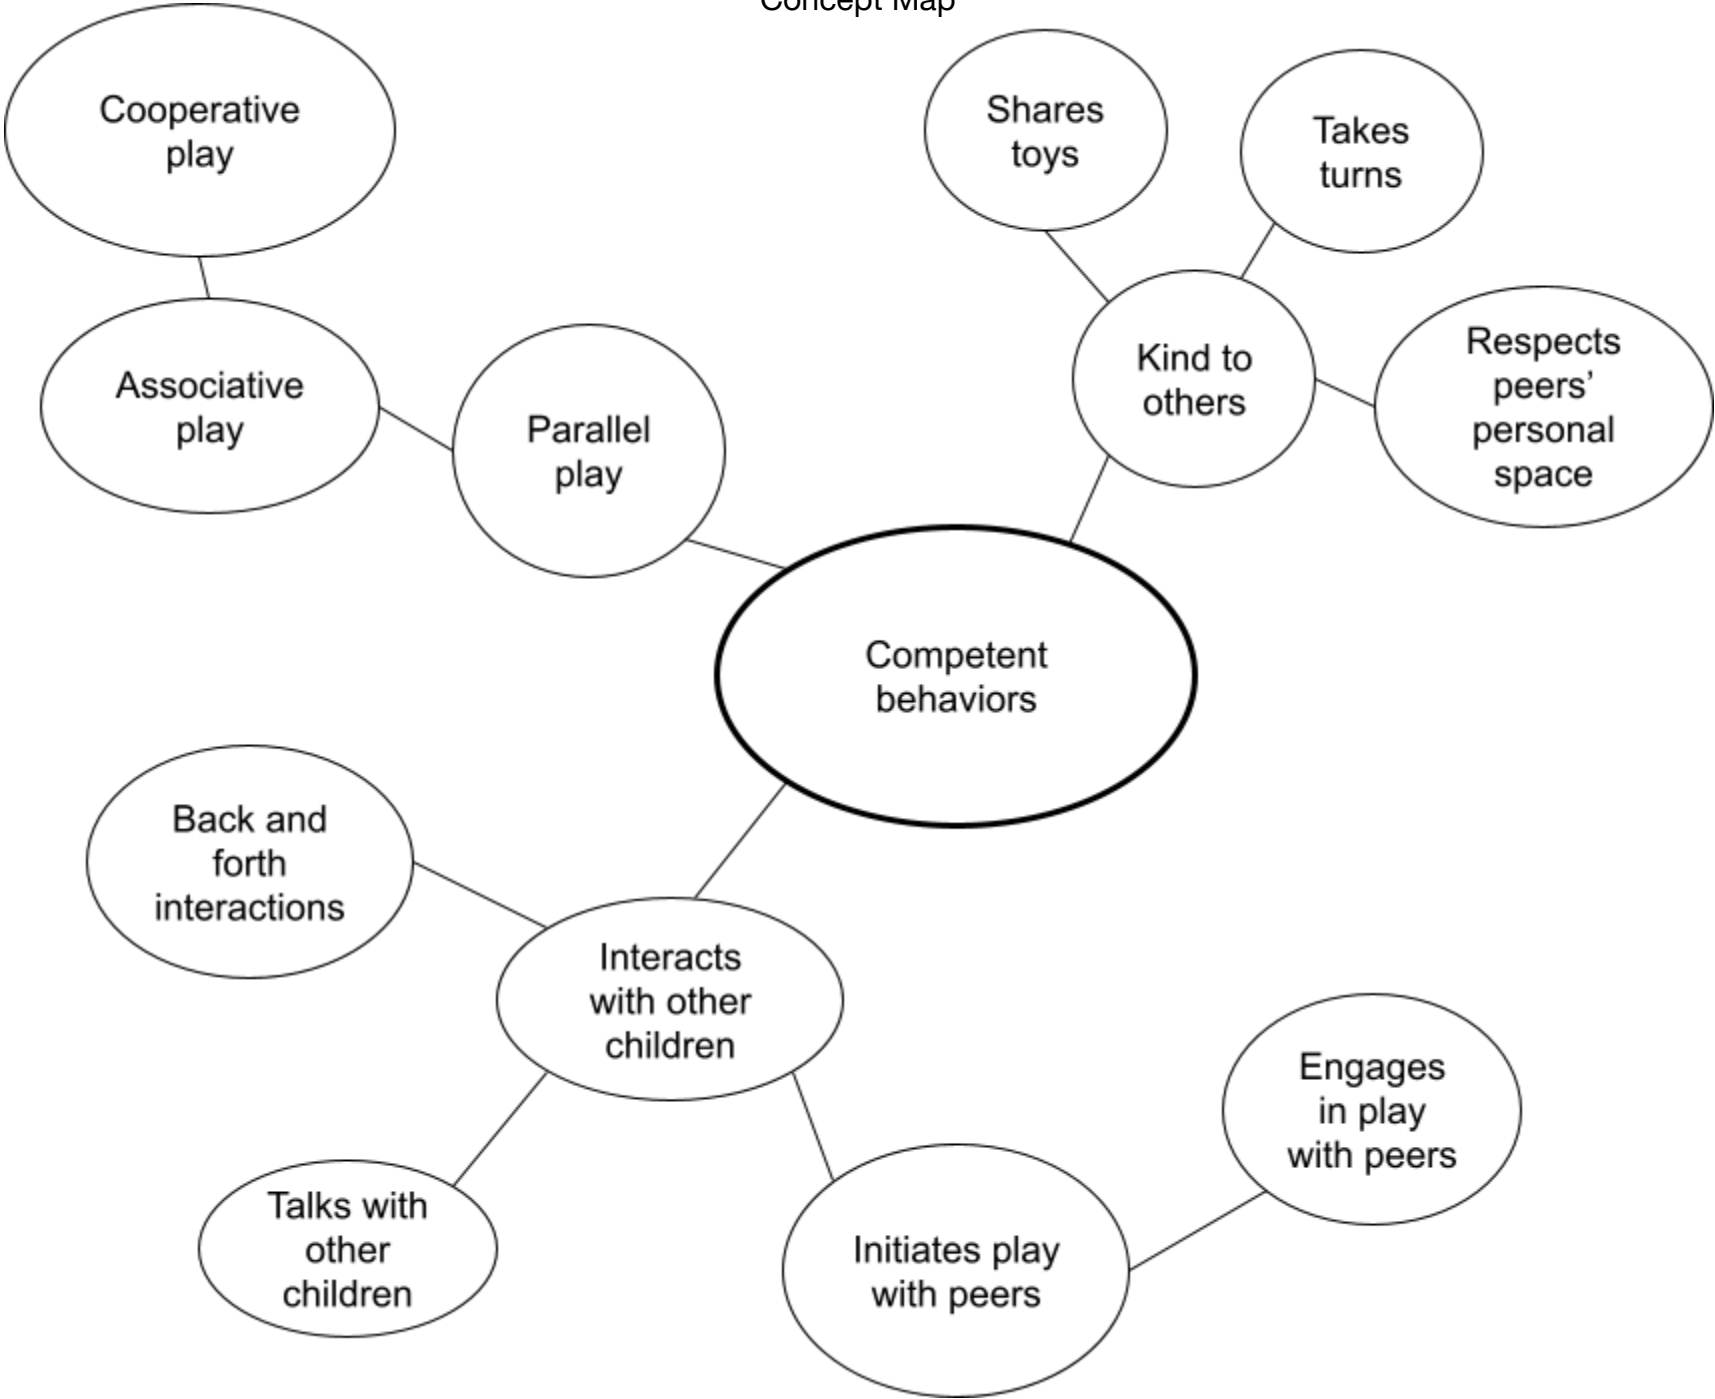 Concept Map
Cooperative
play
Shares
toys
Takes
turns
Associative
play
Parallel
play
Kind to
others
Respects
peers’
personal
space
Competent
behaviors
Back and
forth
interactions
Interacts
with other
children
Talks with
other
children
Initiates play
with peers
Engages
in play
with peers